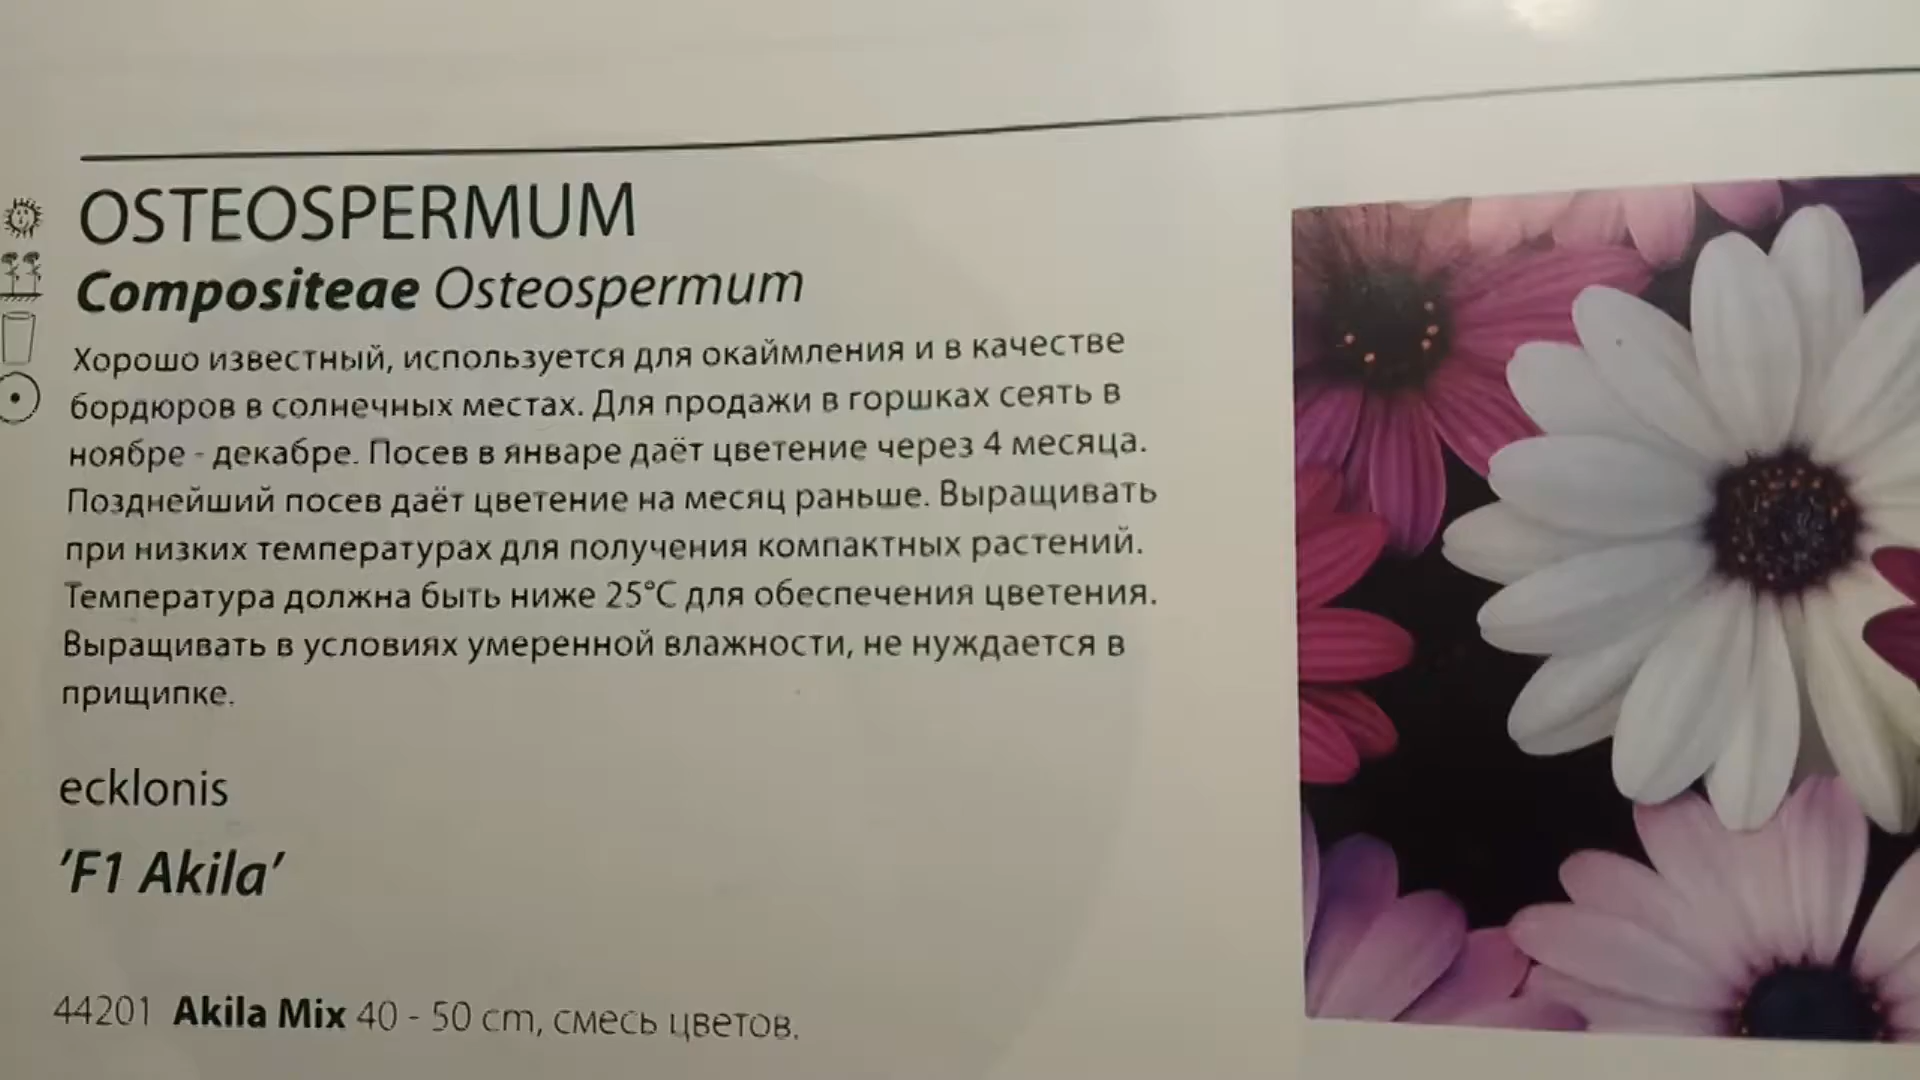 OSTEOSPERMUM
Compositeae Osteospermum
Хорошо известный, используется для окаймления и в качестве
бордюров в солнечных местах. Для продажи в горшках сеять в
ноябре - декабре. Посев в январе даёт цветение через 4 месяца.
Позднейший посев даёт цветение на месяц раньше. Выращивать
при низких температурах для получения компактных растений.
Температура должна быть ниже 25°C для обеспечения цветения.
Выращивать в условиях умеренной влажности, не нуждается в
прищипке.
ecklonis
'F1 Akila'
44201 Akila Mix 40 - 50 cm, смесь цветов.